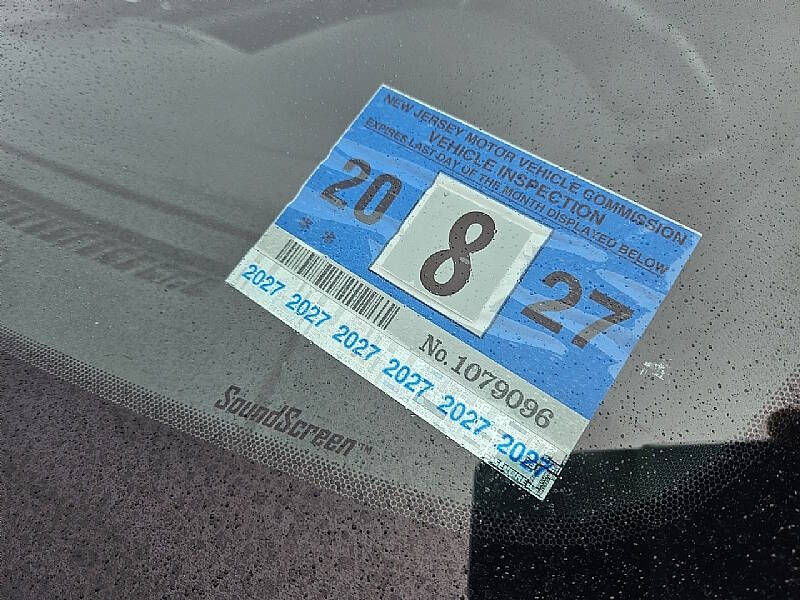 NEW JERSEY MOTOR VEHICLE COMMISSION
VEHICLE INSPECTION
EXPIRES LAST DAY OF THE MONTH DISPLAYED BELOW
20 8 27
**
No. 1079096
2027 2027 2027 2027 2027 2027
SoundScreen™